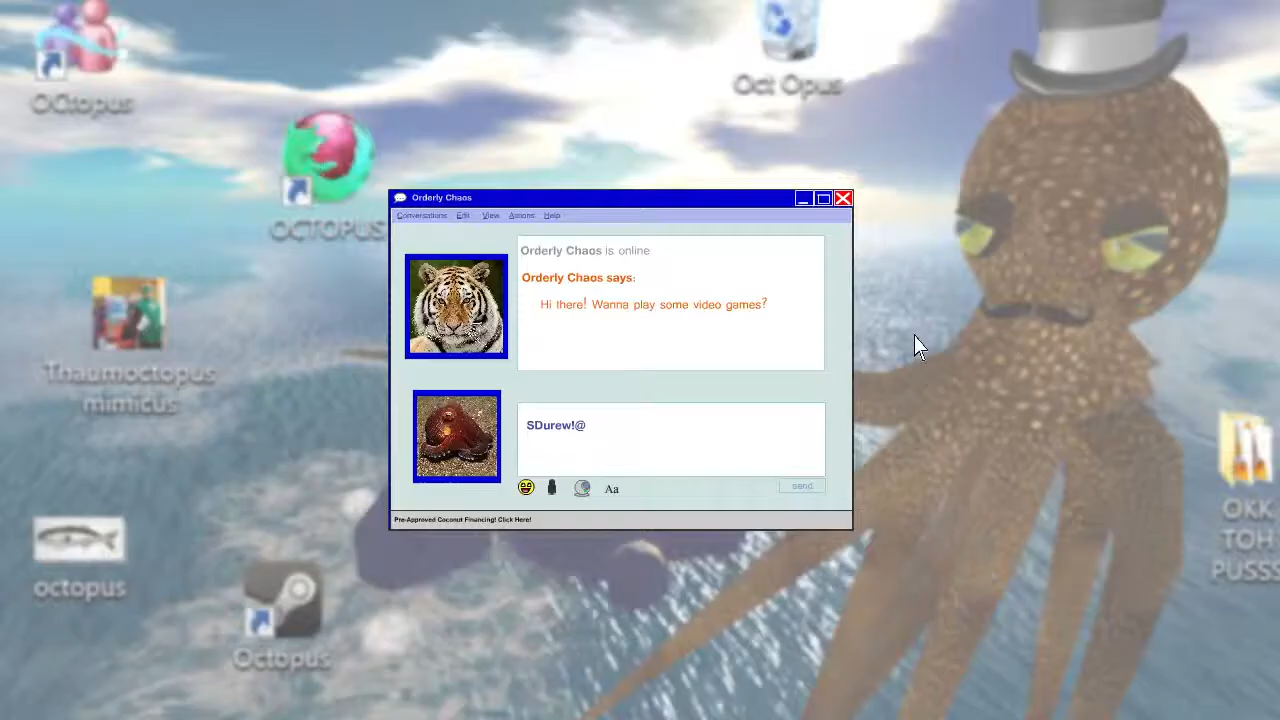 OCtopus
Oct Opus
OCTOPUS
Orderly Chaos
Conversations Edit View Actions Help
Orderly Chaos is online
Orderly Chaos says:
Hi there! Wanna play some video games?
Thaumoctopus
mimicus
SDurew!@
Aa
send
Pre-Approved Coconut Financing! Click Here!
octopus
Octopus
OKK
TOH
PUSSS